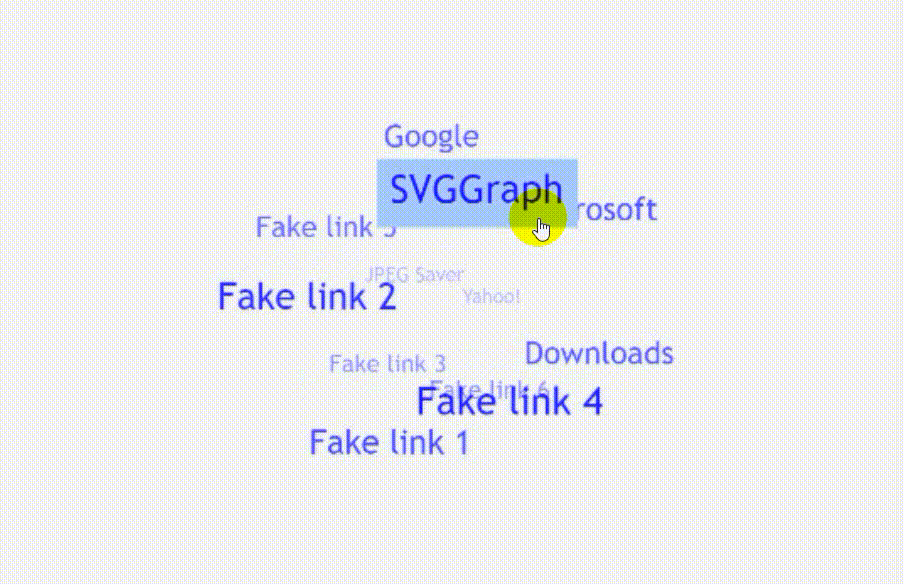 Google
SVGGraph
rosoft
Fake link 5
JPEG Saver
Fake link 2
Yahoo!
Downloads
Fake link 3
Fake link 6
Fake link 4
Fake link 1